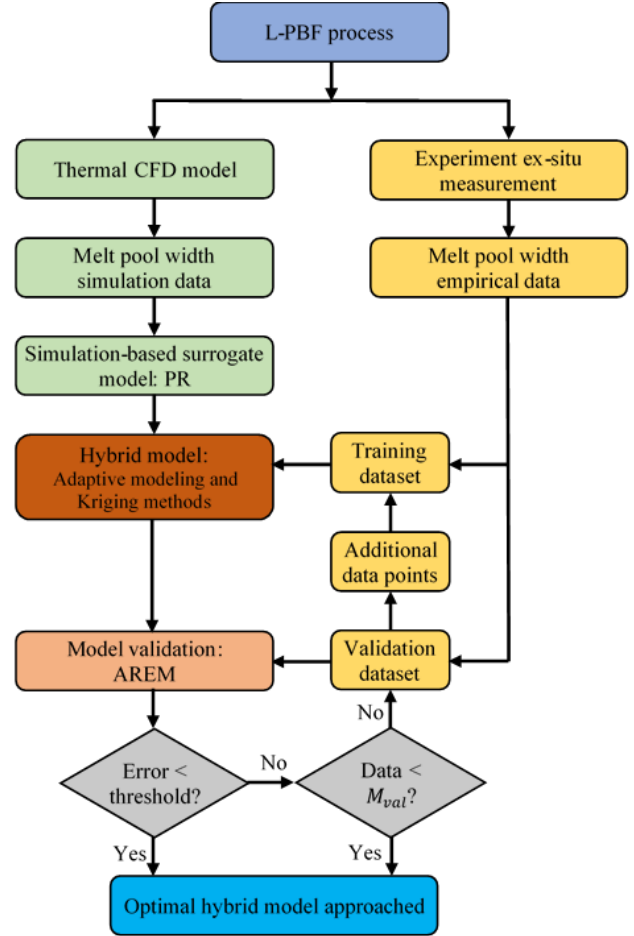 L-PBF process
Thermal CFD model
Experiment ex-situ
measurement
Melt pool width
simulation data
Melt pool width
empirical data
Simulation-based surrogate
model: PR
Hybrid model:
Adaptive modeling and
Kriging methods
Training
dataset
Additional
data points
Model validation:
AREM
Validation
dataset
No
Error <
threshold?
No
Data <
M_{val}?
Yes
Yes
Optimal hybrid model approached